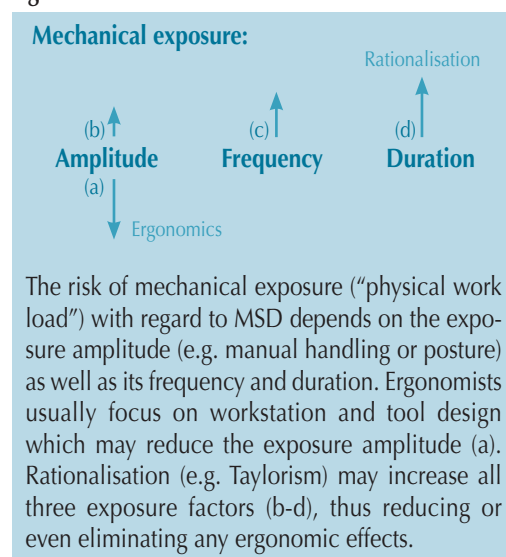 Mechanical exposure:
Rationalisation
(b) (c) (d)
Amplitude Frequency Duration
(a)
Ergonomics
The risk of mechanical exposure (“physical work
load”) with regard to MSD depends on the expo-
sure amplitude (e.g. manual handling or posture)
as well as its frequency and duration. Ergonomists
usually focus on workstation and tool design
which may reduce the exposure amplitude (a).
Rationalisation (e.g. Taylorism) may increase all
three exposure factors (b-d), thus reducing or
even eliminating any ergonomic effects.